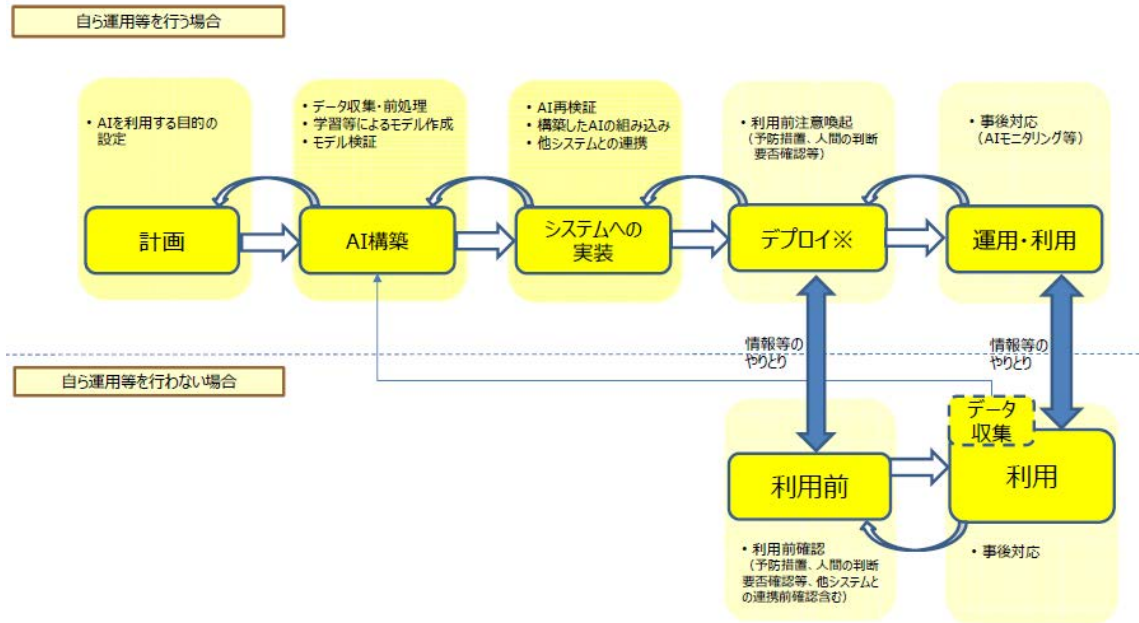 自ら運用等を行う場合
・AIを利用する目的の
設定
・データ収集・前処理
・学習等によるモデル作成
・モデル検証
・AI再検証
・構築したAIの組み込み
・他システムとの連携
・利用前注意喚起
（予防措置、人間の判断
要否確認等）
・事後対応
（AIモニタリング等）
計画
AI構築
システムへの
実装
デプロイ※
運用・利用
情報等の
やりとり
情報等の
やりとり
自ら運用等を行わない場合
データ
収集
利用前
利用
・利用前確認
（予防措置、人間の判断
要否確認等、他システムと
の連携前確認含む）
・事後対応